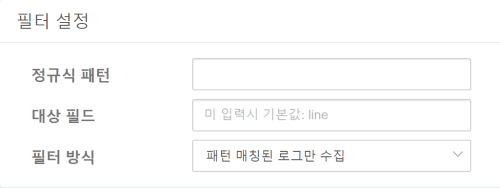 필터 설정
정규식 패턴
대상 필드
미 입력시 기본값: line
필터 방식
패턴 매칭된 로그만 수집